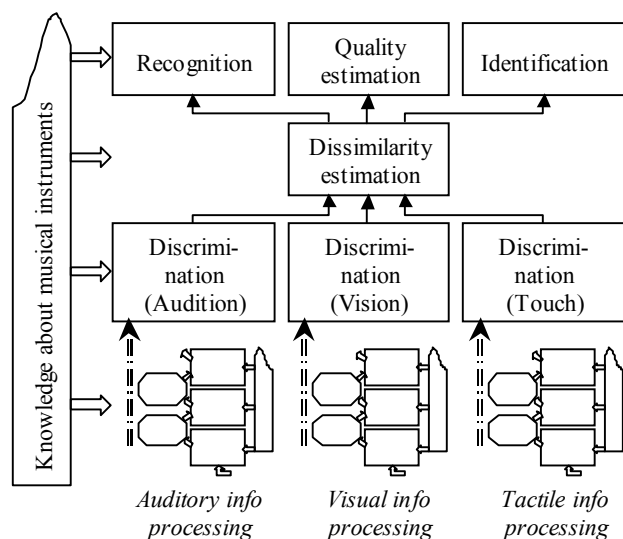 Knowledge about musical instruments
Recognition
Quality
estimation
Identification
Dissimilarity
estimation
Discrimi-
nation
(Audition)
Discrimi-
nation
(Vision)
Discrimi-
nation
(Touch)
Auditory info
processing
Visual info
processing
Tactile info
processing